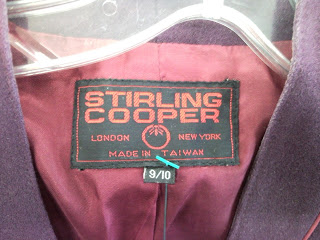 STIRLING
COOPER
LONDON NEW YORK
MADE IN TAIWAN
9/10